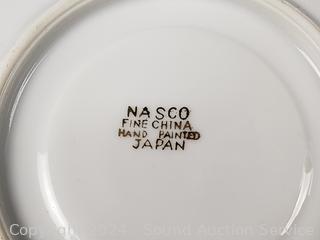 NASCO
FINE CHINA
HAND PAINTED
JAPAN
Copyright 2024 - Sound Auction Service